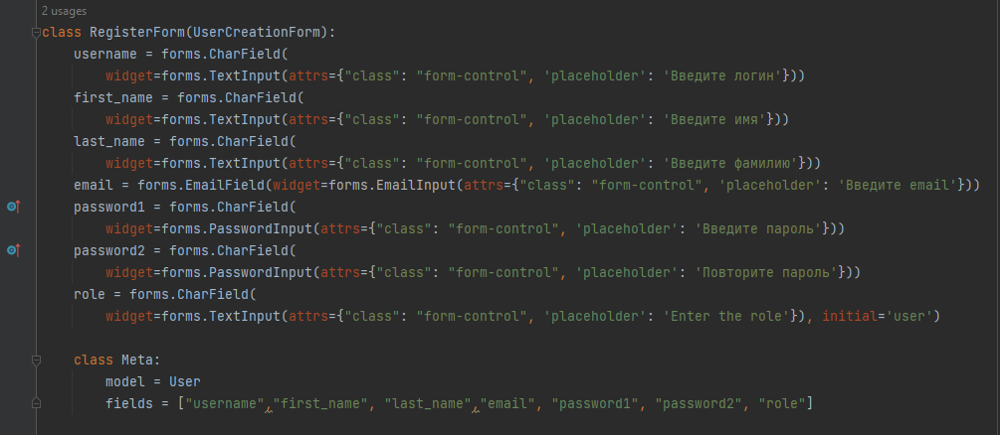 2 usages
class RegisterForm(UserCreationForm):
    username = forms.CharField(
        widget=forms.TextInput(attrs={"class": "form-control", 'placeholder': 'Введите логин'}))
    first_name = forms.CharField(
        widget=forms.TextInput(attrs={"class": "form-control", 'placeholder': 'Введите имя'}))
    last_name = forms.CharField(
        widget=forms.TextInput(attrs={"class": "form-control", 'placeholder': 'Введите фамилию'}))
    email = forms.EmailField(widget=forms.EmailInput(attrs={"class": "form-control", 'placeholder': 'Введите email'}))
    password1 = forms.CharField(
        widget=forms.PasswordInput(attrs={"class": "form-control", 'placeholder': 'Введите пароль'}))
    password2 = forms.CharField(
        widget=forms.PasswordInput(attrs={"class": "form-control", 'placeholder': 'Повторите пароль'}))
    role = forms.CharField(
        widget=forms.TextInput(attrs={"class": "form-control", 'placeholder': 'Enter the role'}), initial='user')
    class Meta:
        model = User
        fields = ["username","first_name", "last_name","email", "password1", "password2", "role"]